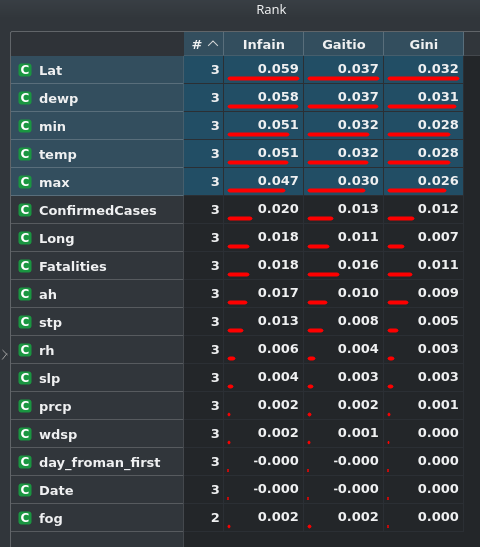 Rank
# Infain Gaitio Gini
C Lat 3 0.059 0.037 0.032
C dewp 3 0.058 0.037 0.031
C min 3 0.051 0.032 0.028
C temp 3 0.051 0.032 0.028
C max 3 0.047 0.030 0.026
C ConfirmedCases 3 0.020 0.013 0.012
C Long 3 0.018 0.011 0.007
C Fatalities 3 0.018 0.016 0.011
C ah 3 0.017 0.010 0.009
C stp 3 0.013 0.008 0.005
C rh 3 0.006 0.004 0.003
C slp 3 0.004 0.003 0.003
C prcp 3 0.002 0.002 0.001
C wdsp 3 0.002 0.001 0.000
C day_froman_first 3 -0.000 -0.000 0.000
C Date 3 -0.000 -0.000 0.000
C fog 2 0.002 0.002 0.000